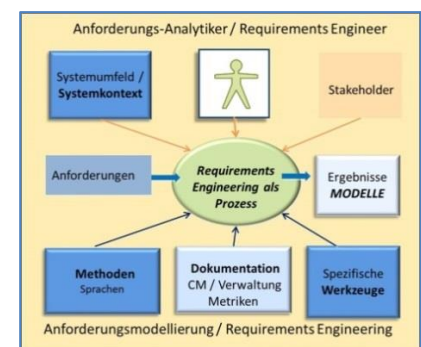 Anforderungs-Analytiker / Requirements Engineer
Systemumfeld /
Systemkontext
Stakeholder
Anforderungen
Requirements
Engineering als
Prozess
Ergebnisse
MODELLE
Methoden
Sprachen
Dokumentation
CM / Verwaltung
Metriken
Spezifische
Werkzeuge
Anforderungsmodellierung / Requirements Engineering